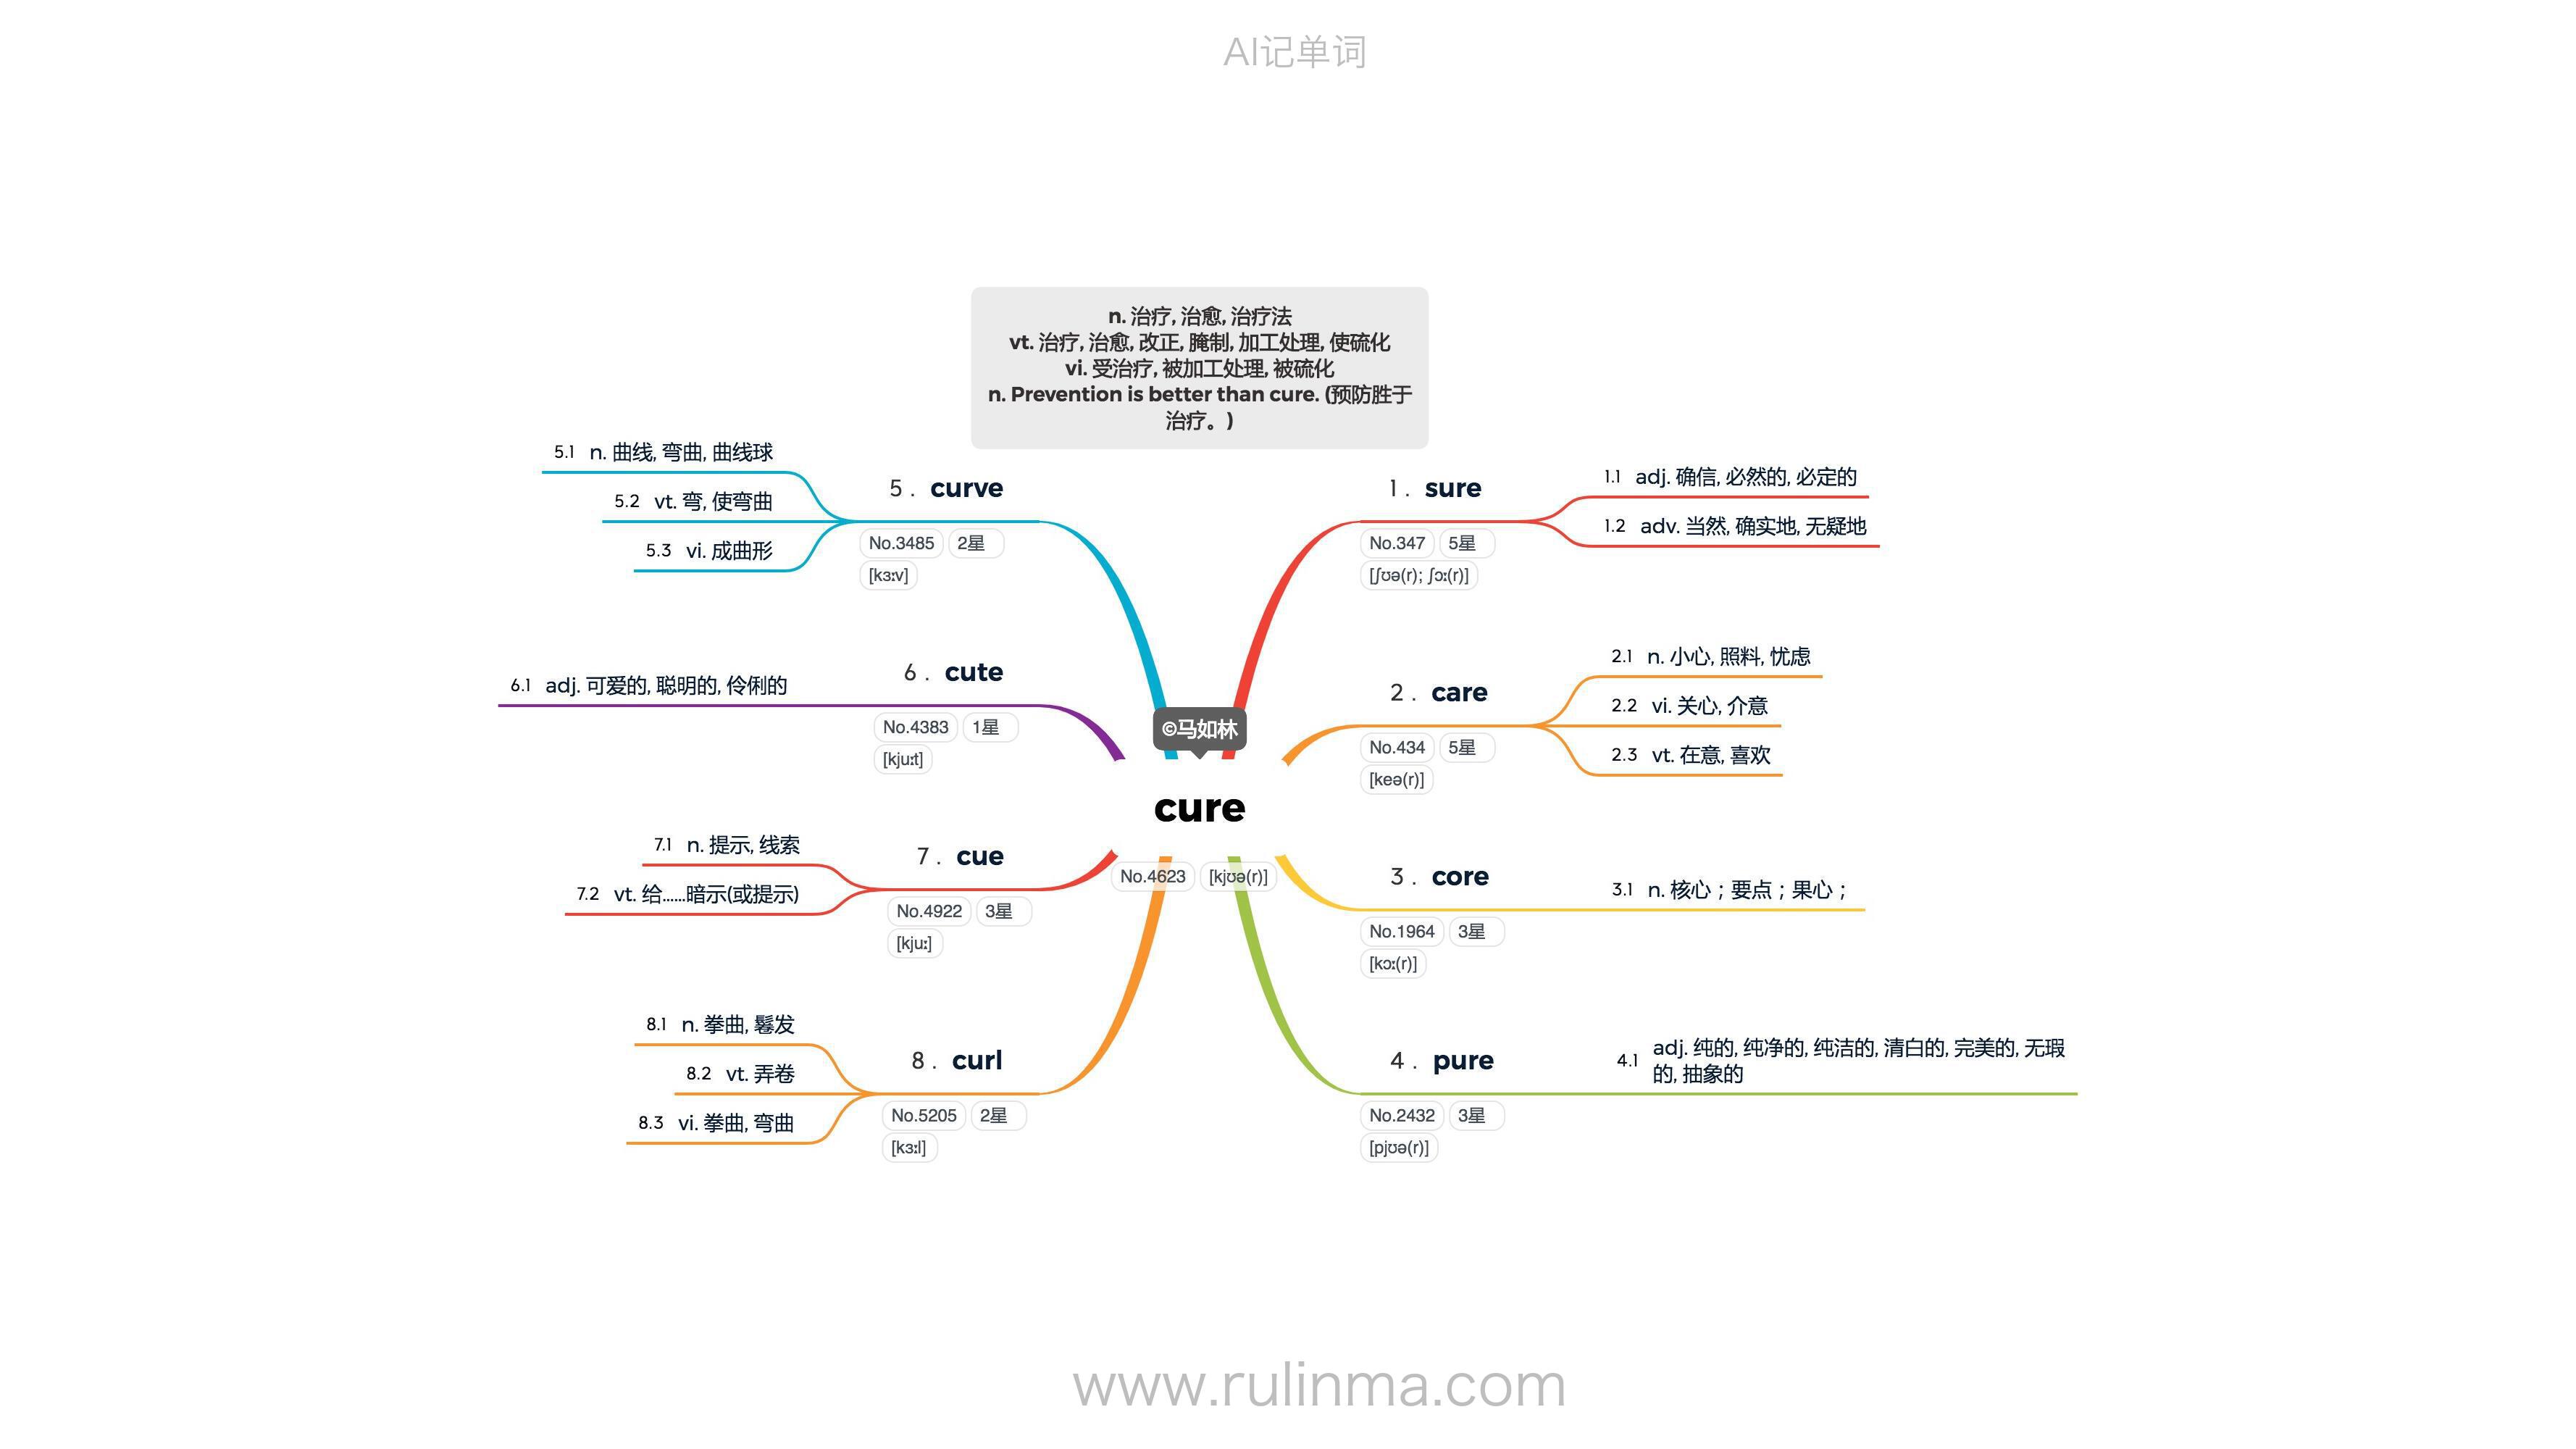 AI记单词
n. 治疗, 治愈, 治疗法
vt. 治疗, 治愈, 改正, 腌制, 加工处理, 使硫化
vi. 受治疗, 被加工处理, 被硫化
n. Prevention is better than cure. (预防胜于
治疗。)
©马如林
cure
No.4623 [kjʊə(r)]
1. sure
No.347 5星
[ʃʊə(r); ʃɔː(r)]
1.1 adj. 确信, 必然的, 必定的
1.2 adv. 当然, 确实地, 无疑地
2. care
No.434 5星
[keə(r)]
2.1 n. 小心, 照料, 忧虑
2.2 vi. 关心, 介意
2.3 vt. 在意, 喜欢
3. core
No.1964 3星
[kɔː(r)]
3.1 n. 核心；要点；果心；
4. pure
No.2432 3星
[pjʊə(r)]
4.1 adj. 纯的, 纯净的, 纯洁的, 清白的, 完美的, 无瑕
的, 抽象的
5. curve
No.3485 2星
[kɜːv]
5.1 n. 曲线, 弯曲, 曲线球
5.2 vt. 弯, 使弯曲
5.3 vi. 成曲形
6. cute
No.4383 1星
[kjuːt]
6.1 adj. 可爱的, 聪明的, 伶俐的
7. cue
No.4922 3星
[kjuː]
7.1 n. 提示, 线索
7.2 vt. 给……暗示(或提示)
8. curl
No.5205 2星
[kɜːl]
8.1 n. 拳曲, 鬈发
8.2 vt. 弄卷
8.3 vi. 拳曲, 弯曲
www.rulinma.com